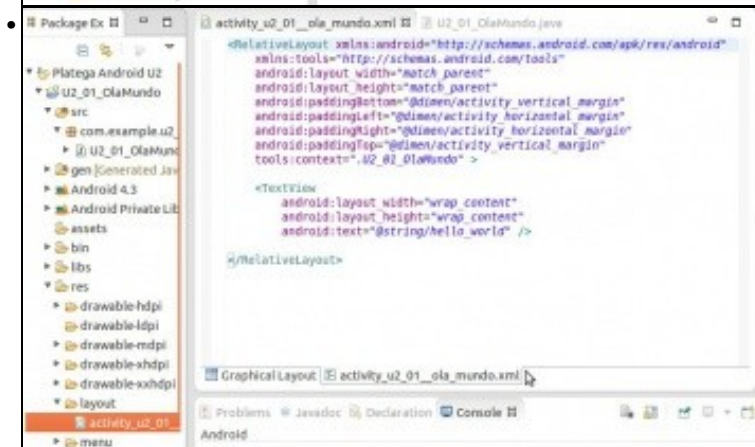 Package Ex
Platega Android U2
U2_01_OlaMundo
src
com.example.u2_
U2_01_OlaMund
gen [Generated Jav
Android 4.3
Android Private Lib
assets
bin
libs
res
drawable-hdpi
drawable-ldpi
drawable-mdpi
drawable-xhdpi
drawable-xxhdpi
layout
activity_u2_01__
menu
activity_u2_01__ola_mundo.xml U2_01_OlaMundo.java
<RelativeLayout xmlns:android="http://schemas.android.com/apk/res/android"
xmlns:tools="http://schemas.android.com/tools"
android:layout_width="match_parent"
android:layout_height="match_parent"
android:paddingBottom="@dimen/activity_vertical_margin"
android:paddingLeft="@dimen/activity_horizontal_margin"
android:paddingRight="@dimen/activity_horizontal_margin"
android:paddingTop="@dimen/activity_vertical_margin"
tools:context=".U2_01_OlaMundo" >
<TextView
android:layout_width="wrap_content"
android:layout_height="wrap_content"
android:text="@string/hello_world" />
</RelativeLayout>
Graphical Layout activity_u2_01__ola_mundo.xml
Problems Javadoc Declaration Console
Android